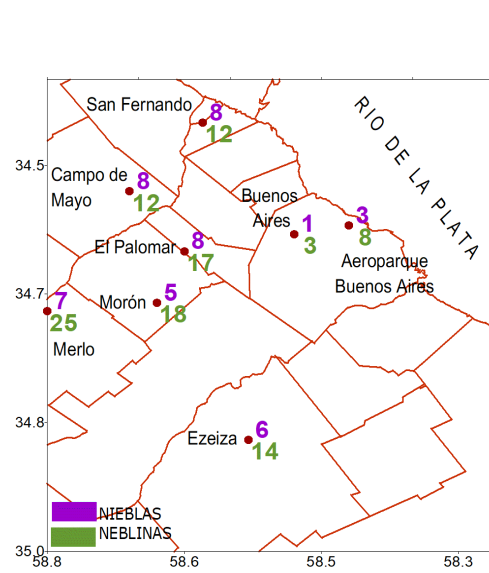 San Fernando
8
12
RIO DE LA PLATA
34.5
Campo de
Mayo
8
12
Buenos
Aires
1
3
3
8
El Palomar
8
17
Aeroparque
Buenos Aires
34.7
Morón
5
18
7
25
Merlo
34.8
Ezeiza
6
14
NIEBLAS
NEBLINAS
35.0
58.8
58.6
58.5
58.3